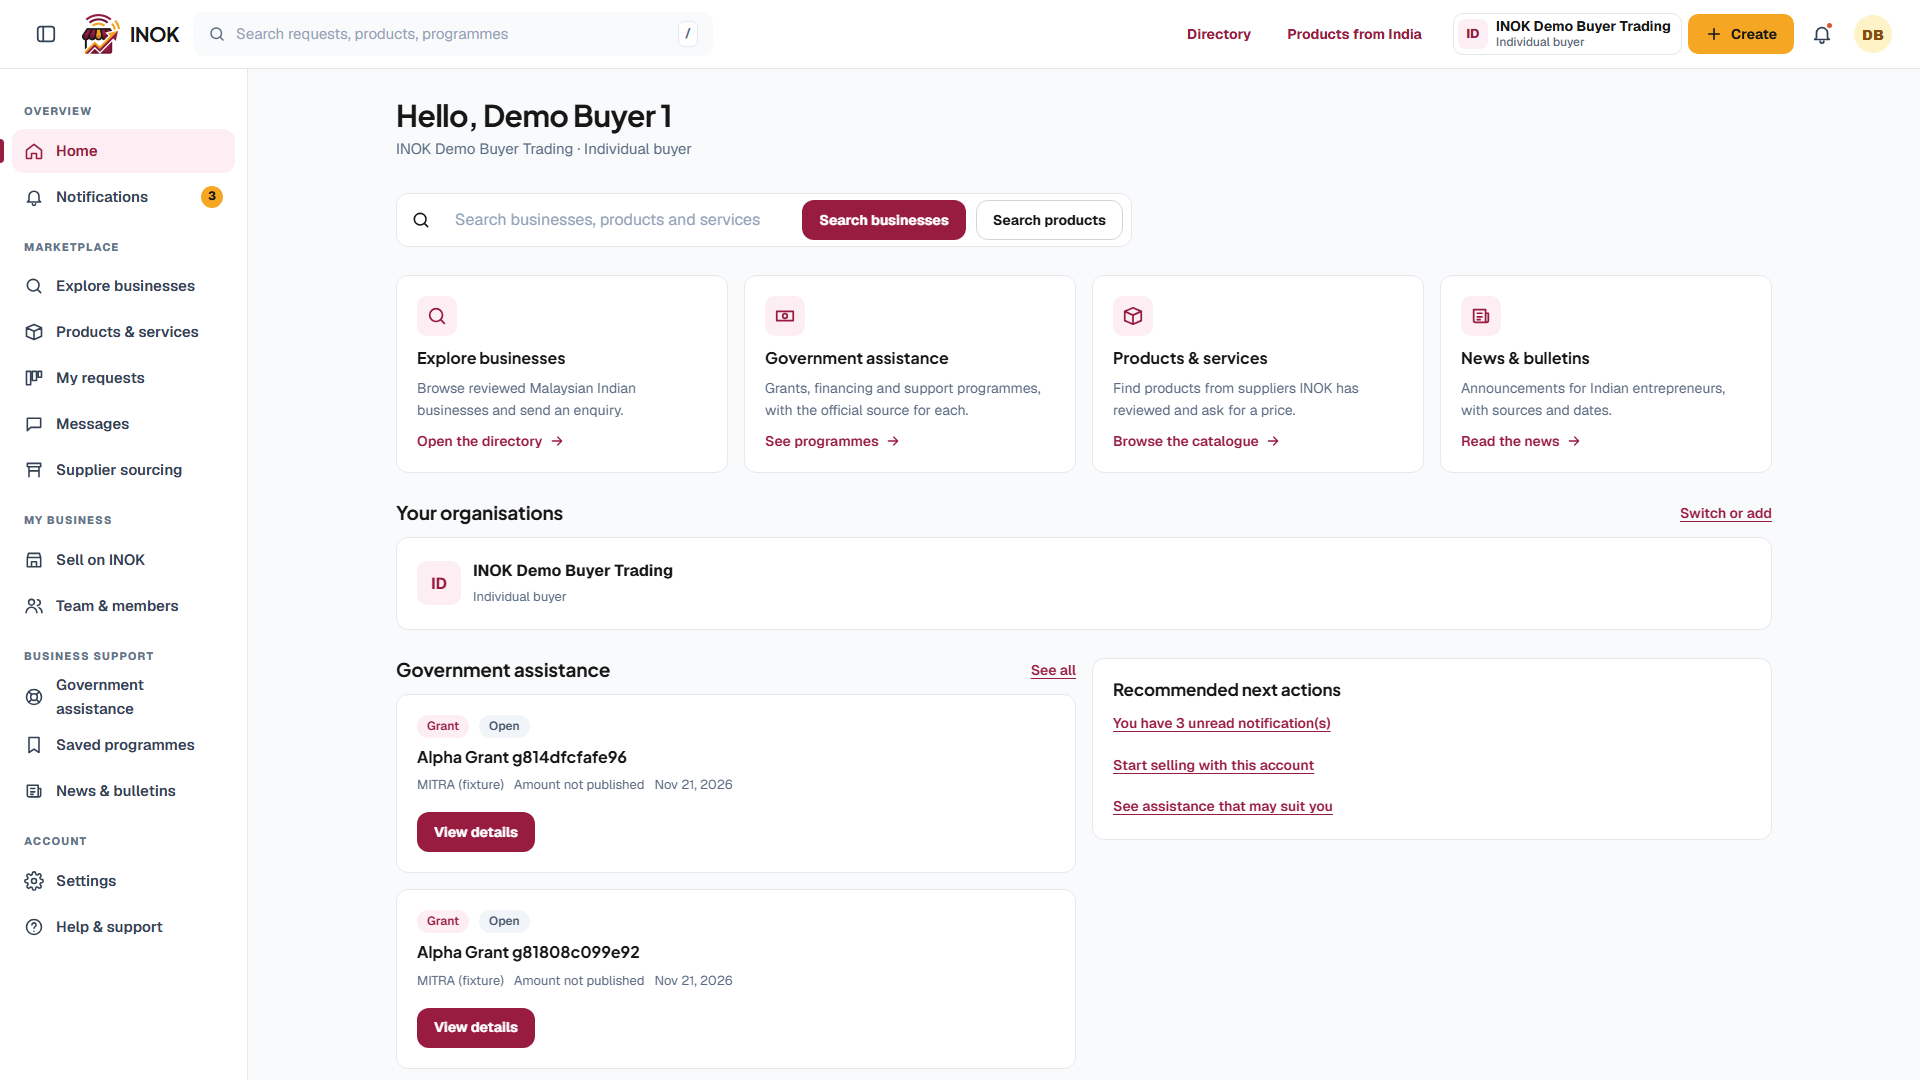 INOK
Search requests, products, programmes
/
Directory
Products from India
ID
INOK Demo Buyer Trading
Individual buyer
Create
DB
OVERVIEW
Home
Notifications
3
MARKETPLACE
Explore businesses
Products & services
My requests
Messages
Supplier sourcing
MY BUSINESS
Sell on INOK
Team & members
BUSINESS SUPPORT
Government
assistance
Saved programmes
News & bulletins
ACCOUNT
Settings
Help & support
Hello, Demo Buyer 1
INOK Demo Buyer Trading · Individual buyer
Search businesses, products and services
Search businesses
Search products
Explore businesses
Browse reviewed Malaysian Indian
businesses and send an enquiry.
Open the directory →
Government assistance
Grants, financing and support programmes,
with the official source for each.
See programmes →
Products & services
Find products from suppliers INOK has
reviewed and ask for a price.
Browse the catalogue →
News & bulletins
Announcements for Indian entrepreneurs,
with sources and dates.
Read the news →
Your organisations
Switch or add
ID
INOK Demo Buyer Trading
Individual buyer
Government assistance
See all
Grant Open
Alpha Grant g814dfcfafe96
MITRA (fixture) Amount not published Nov 21, 2026
View details
Grant Open
Alpha Grant g81808c099e92
MITRA (fixture) Amount not published Nov 21, 2026
View details
Recommended next actions
You have 3 unread notification(s)
Start selling with this account
See assistance that may suit you